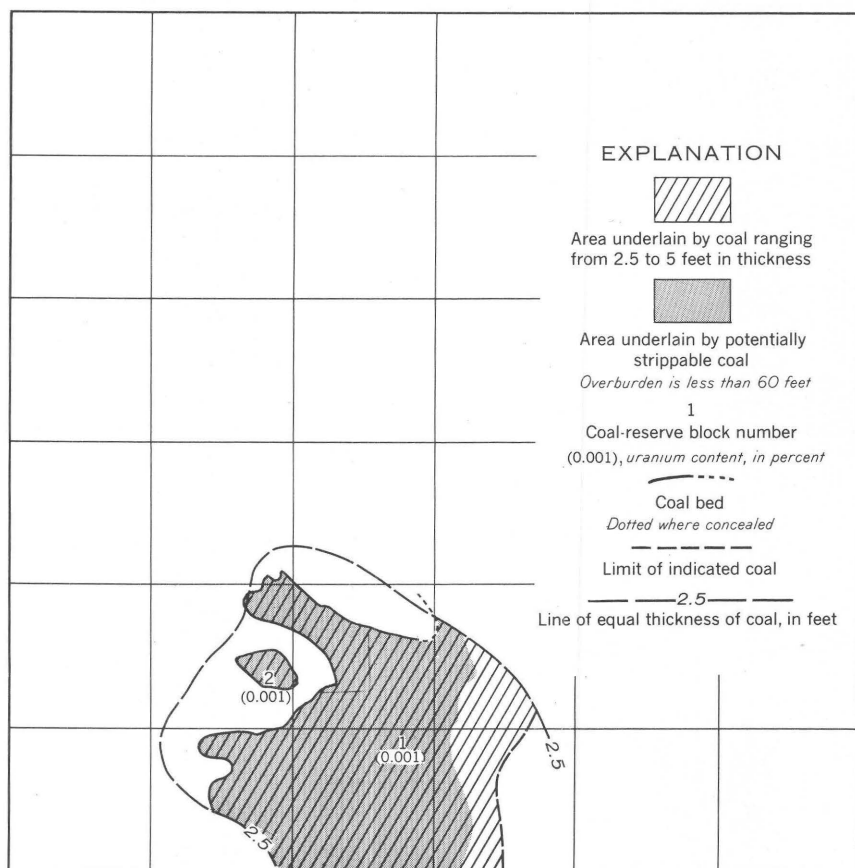 EXPLANATION
Area underlain by coal ranging
from 2.5 to 5 feet in thickness
Area underlain by potentially
strippable coal
Overburden is less than 60 feet
1
Coal-reserve block number
(0.001), uranium content, in percent
Coal bed
Dotted where concealed
Limit of indicated coal
2.5
Line of equal thickness of coal, in feet
2
(0.001)
1
(0.001)
2.5
2.5